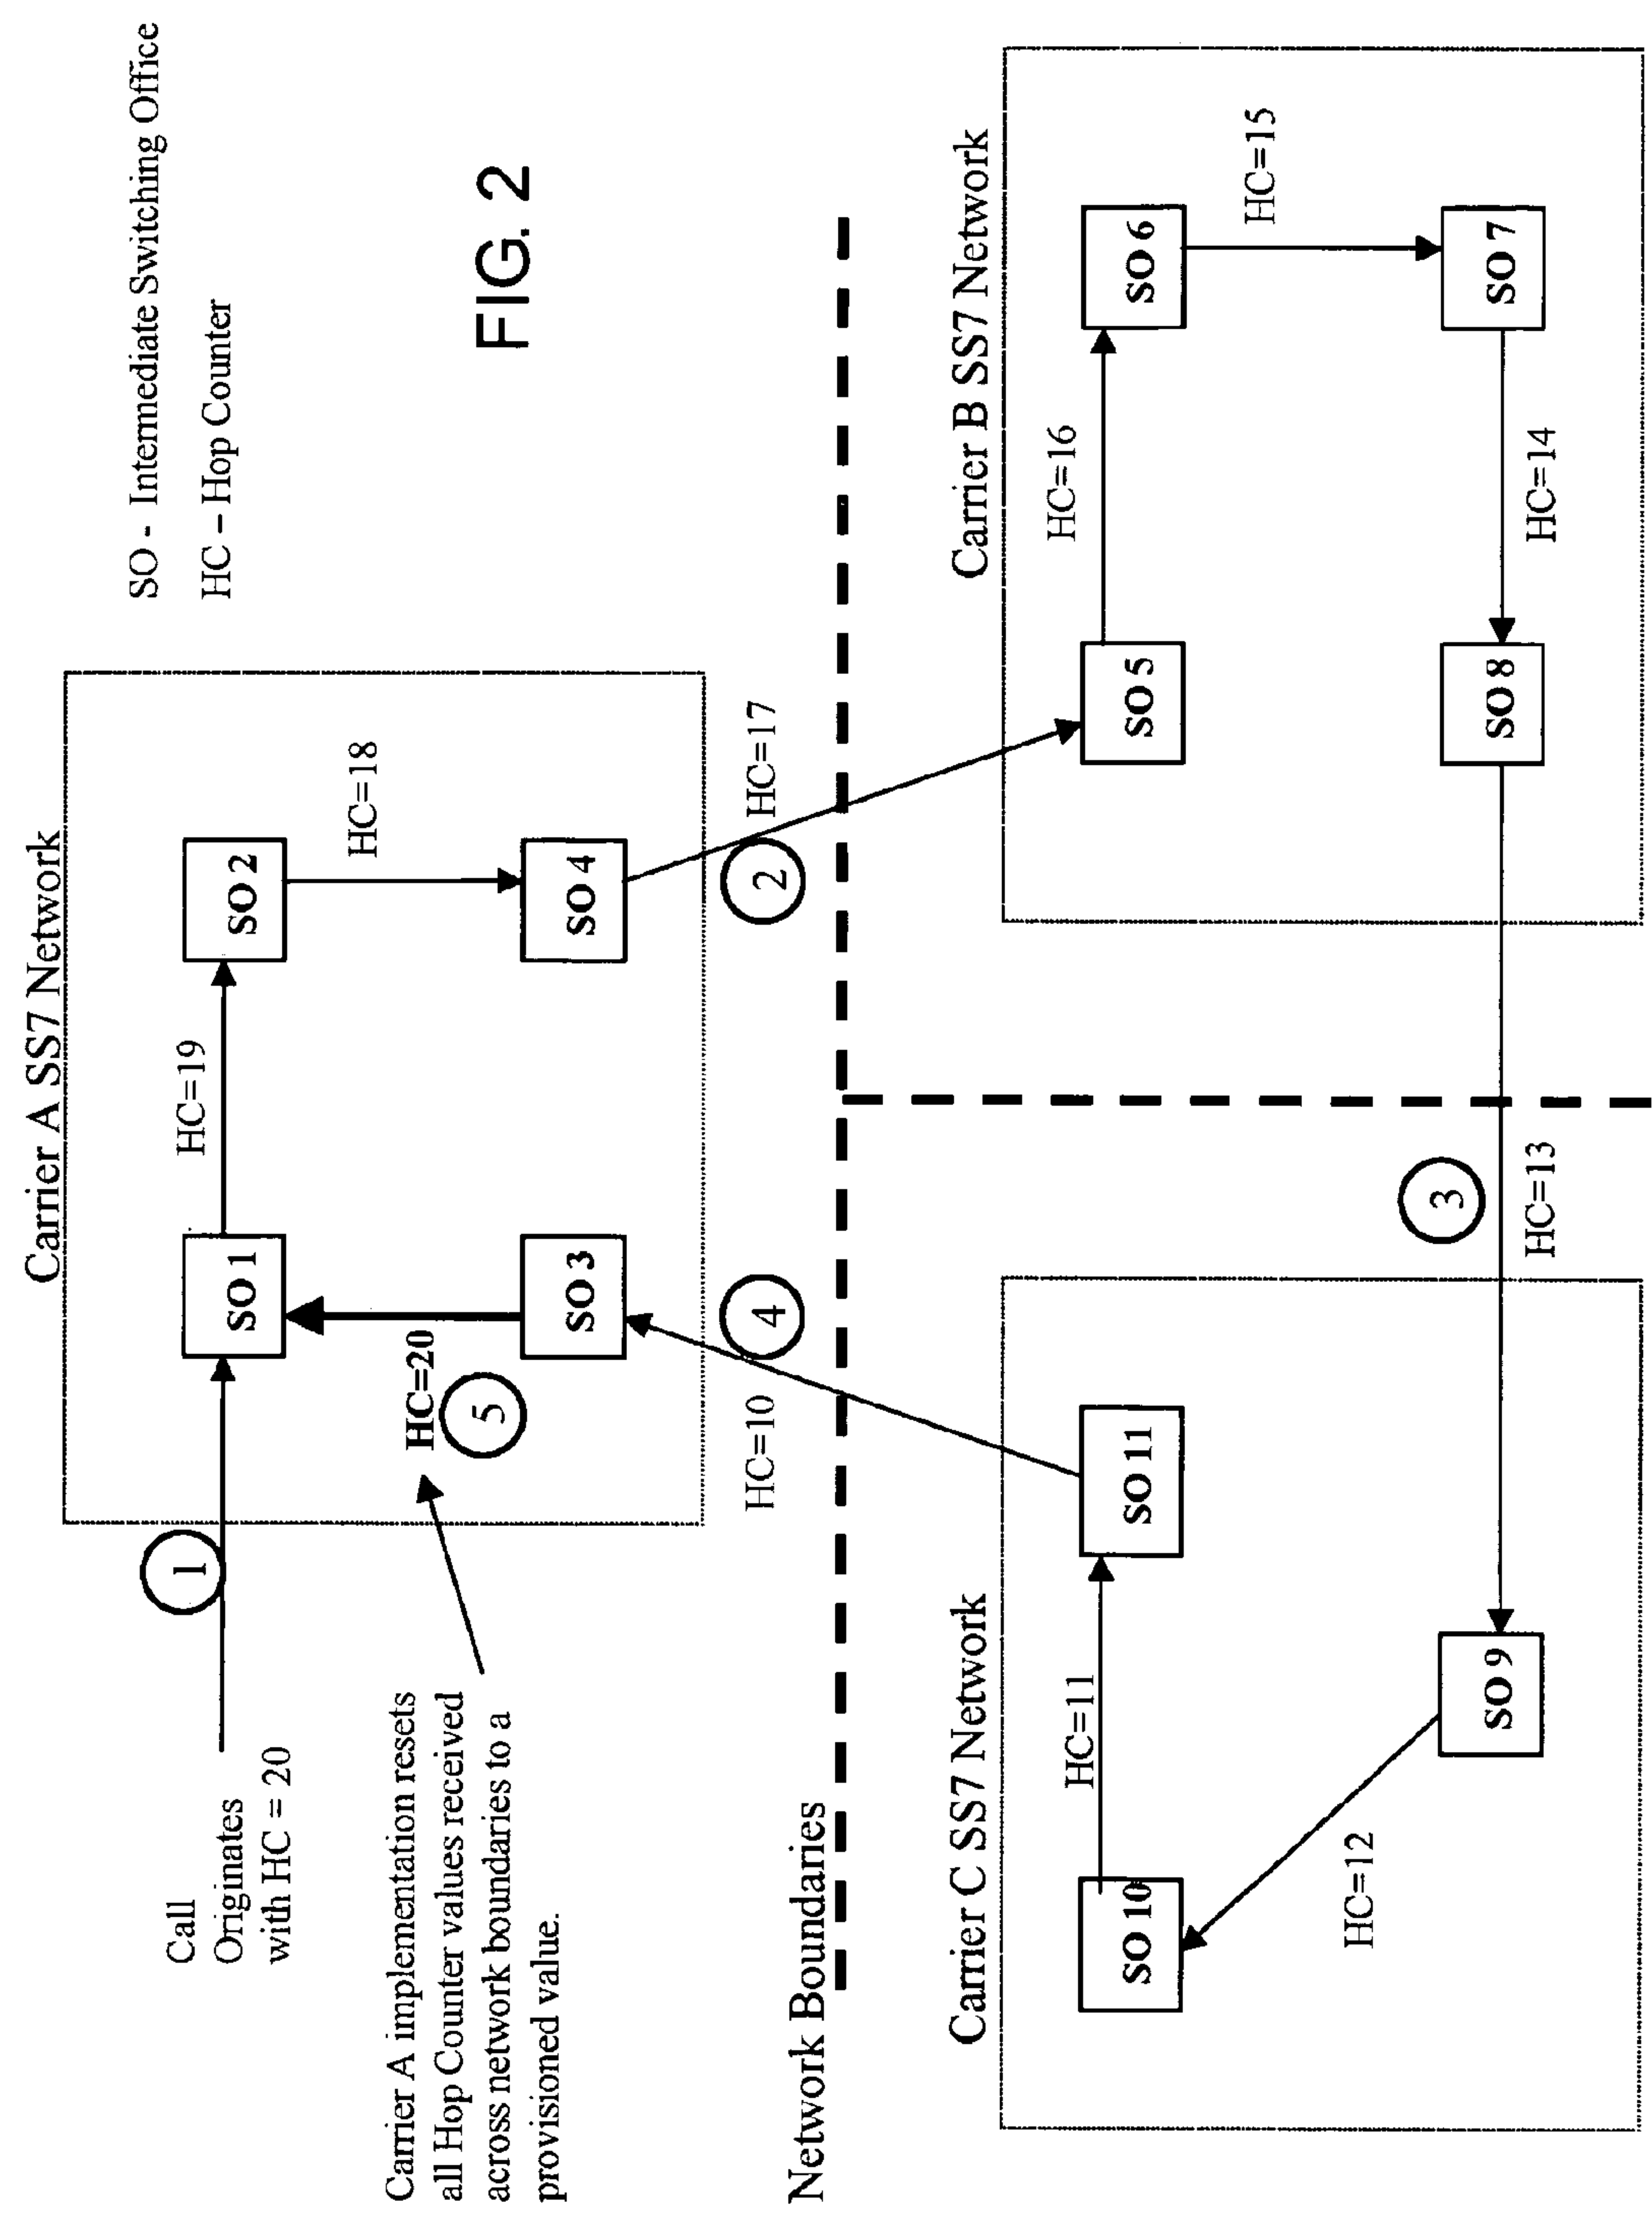 Carrier A SS7 Network
SO - Intermediate Switching Office
HC – Hop Counter
FIG. 2
Call
Originates
with HC = 20
1
SO 1
HC=19
SO 2
HC=18
HC=20
5
SO 3
SO 4
Carrier A implementation resets
all Hop Counter values received
across network boundaries to a
provisioned value.
HC=10
4
2
HC=17
Network Boundaries
Carrier C SS7 Network
Carrier B SS7 Network
SO 10
HC=11
SO 11
SO 5
HC=16
SO 6
HC=12
HC=15
SO 9
3
HC=13
SO 8
HC=14
SO 7